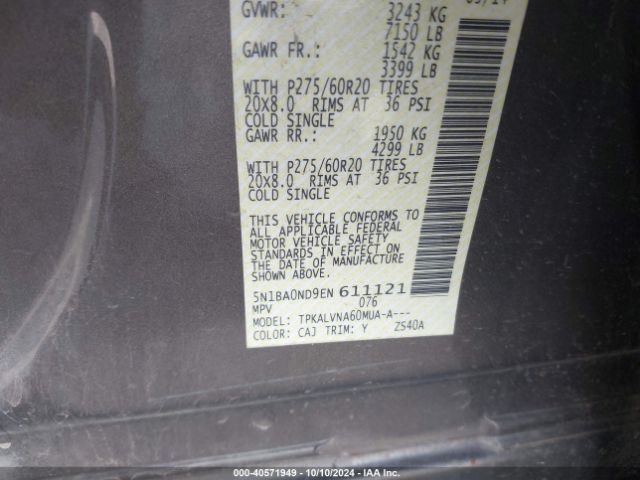 GVWR: 3243 KG
7150 LB
GAWR FR.: 1542 KG
3399 LB
WITH P275/60R20 TIRES
20X8.0 RIMS AT 36 PSI
COLD SINGLE
GAWR RR.: 1950 KG
4299 LB
WITH P275/60R20 TIRES
20X8.0 RIMS AT 36 PSI
COLD SINGLE
THIS VEHICLE CONFORMS TO
ALL APPLICABLE FEDERAL
MOTOR VEHICLE SAFETY
STANDARDS IN EFFECT ON
THE DATE OF MANUFACTURE
SHOWN ABOVE.
5N1BA0ND9EN 611121
MPV 076
MODEL: TPKALVNA60MUA-A---
COLOR: CAJ TRIM: Y ZS40A
000-40571949 | 10/10/2024 - IAA Inc.